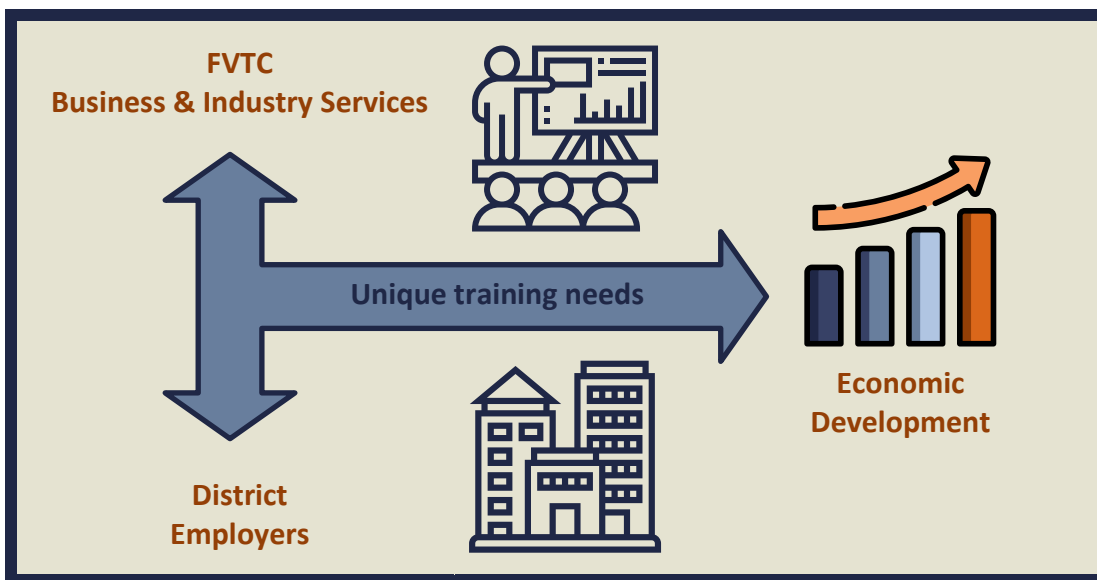 FVTC
Business & Industry Services
Unique training needs
Economic
Development
District
Employers